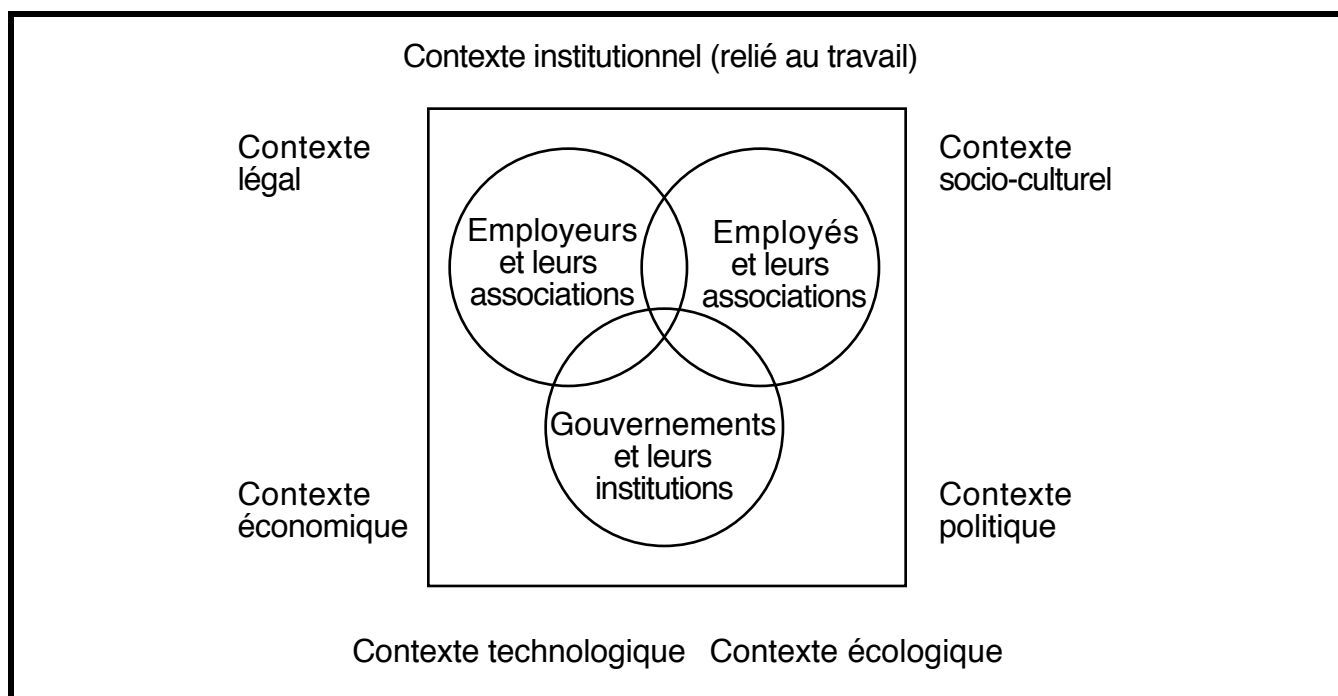 Contexte institutionnel (relié au travail)
Contexte
légal
Contexte
socio-culturel
Employeurs
et leurs
associations
Employés
et leurs
associations
Gouvernements
et leurs
institutions
Contexte
économique
Contexte
politique
Contexte technologique Contexte écologique